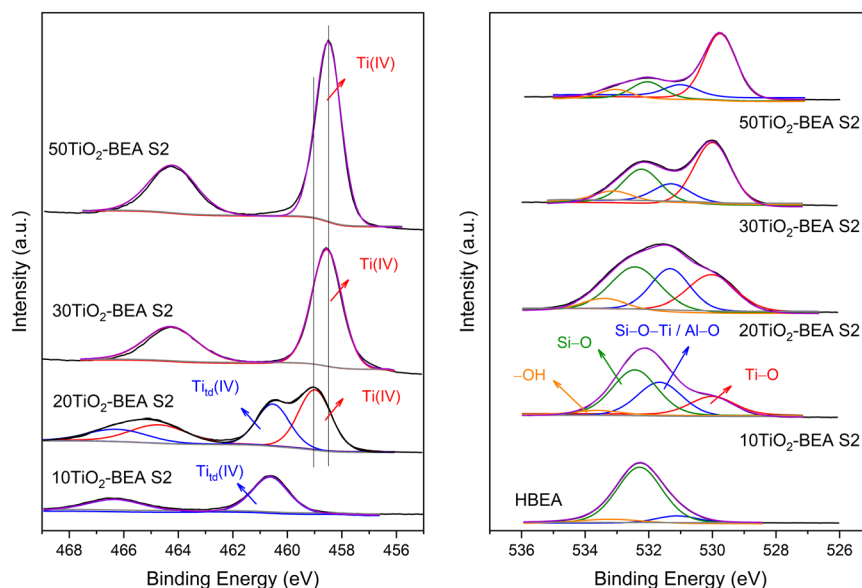 Ti(IV)
50TiO₂-BEA S2
Ti(IV)
30TiO₂-BEA S2
Ti_td(IV)
Ti(IV)
20TiO₂-BEA S2
Ti_td(IV)
10TiO₂-BEA S2
Intensity (a.u.)
468 466 464 462 460 458 456
Binding Energy (eV)
50TiO₂-BEA S2
30TiO₂-BEA S2
20TiO₂-BEA S2
Si–O–Ti / Al–O
Si–O
–OH
Ti–O
10TiO₂-BEA S2
HBEA
Intensity (a.u.)
536 534 532 530 528 526
Binding Energy (eV)